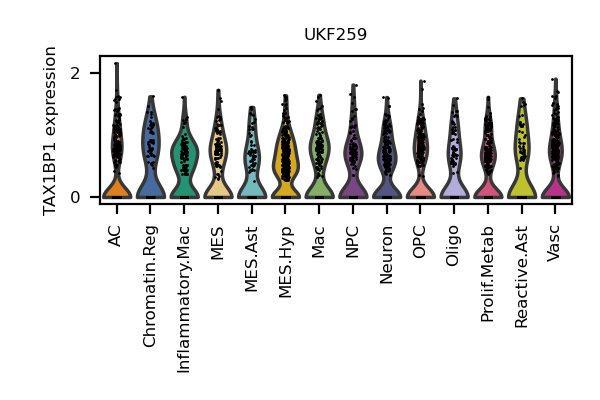 UKF259
TAX1BP1 expression
2
0
AC
Chromatin.Reg
Inflammatory.Mac
MES
MES.Ast
MES.Hyp
Mac
NPC
Neuron
OPC
Oligo
Prolif.Metab
Reactive.Ast
Vasc